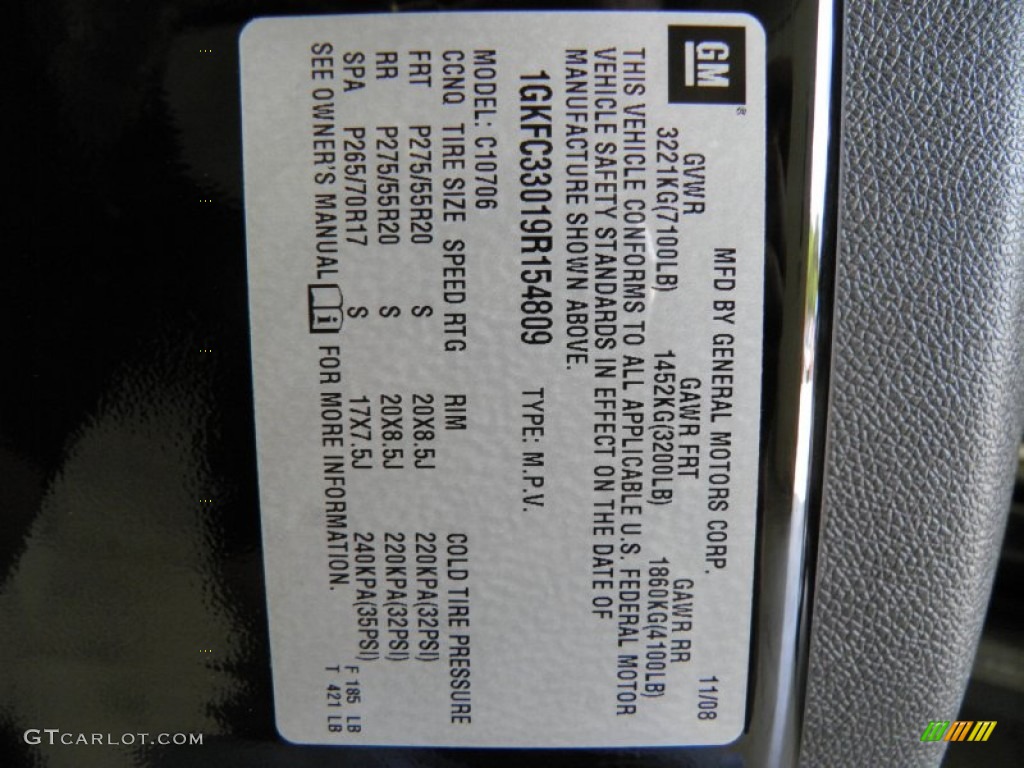 GM®
MFD BY GENERAL MOTORS CORP. 11/08
GVWR GAWR FRT GAWR RR
3221KG(7100LB) 1452KG(3200LB) 1860KG(4100LB)
THIS VEHICLE CONFORMS TO ALL APPLICABLE U.S. FEDERAL MOTOR
VEHICLE SAFETY STANDARDS IN EFFECT ON THE DATE OF
MANUFACTURE SHOWN ABOVE.
1GKFC33019R154809 TYPE: M.P.V.
MODEL: C10706
CCNQ TIRE SIZE SPEED RTG RIM COLD TIRE PRESSURE
FRT P275/55R20 S 20X8.5J 220KPA(32PSI)
RR P275/55R20 S 20X8.5J 220KPA(32PSI)
SPA P265/70R17 S 17X7.5J 240KPA(35PSI) F 185 LB
SEE OWNER'S MANUAL i FOR MORE INFORMATION. T 421 LB
GTCARLOT.COM